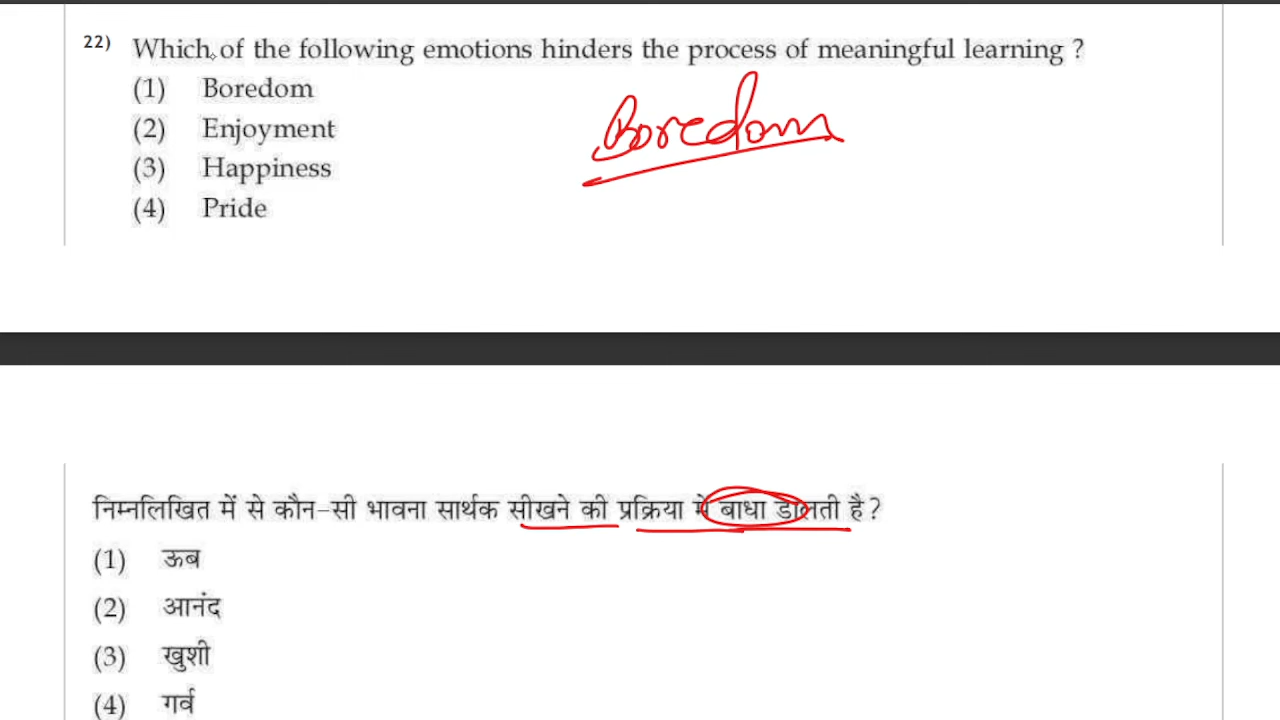 22) Which of the following emotions hinders the process of meaningful learning ?
(1) Boredom
Boredom
(2) Enjoyment
(3) Happiness
(4) Pride
निम्नलिखित में से कौन-सी भावना सार्थक सीखने की प्रक्रिया में बाधा डालती है?
(1) ऊब
(2) आनंद
(3) खुशी
(4) गर्व